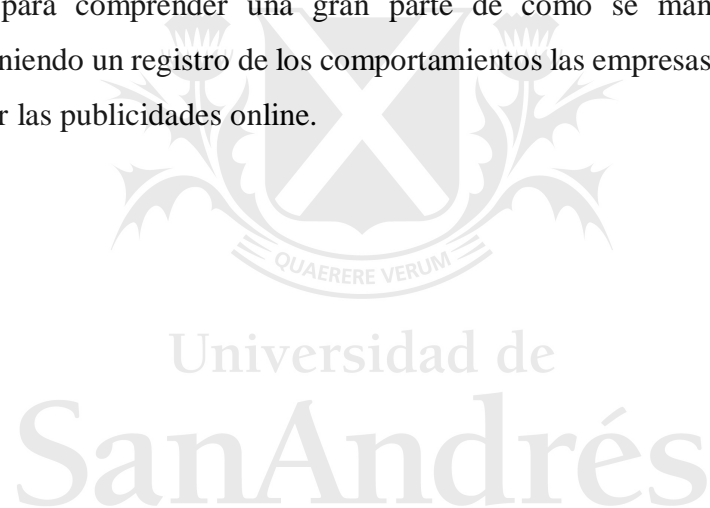 para comprender una gran parte de como se man
niendo un registro de los comportamientos las empresas
r las publicidades online.
QUAERERE VERUM
Universidad de
SanAndrés